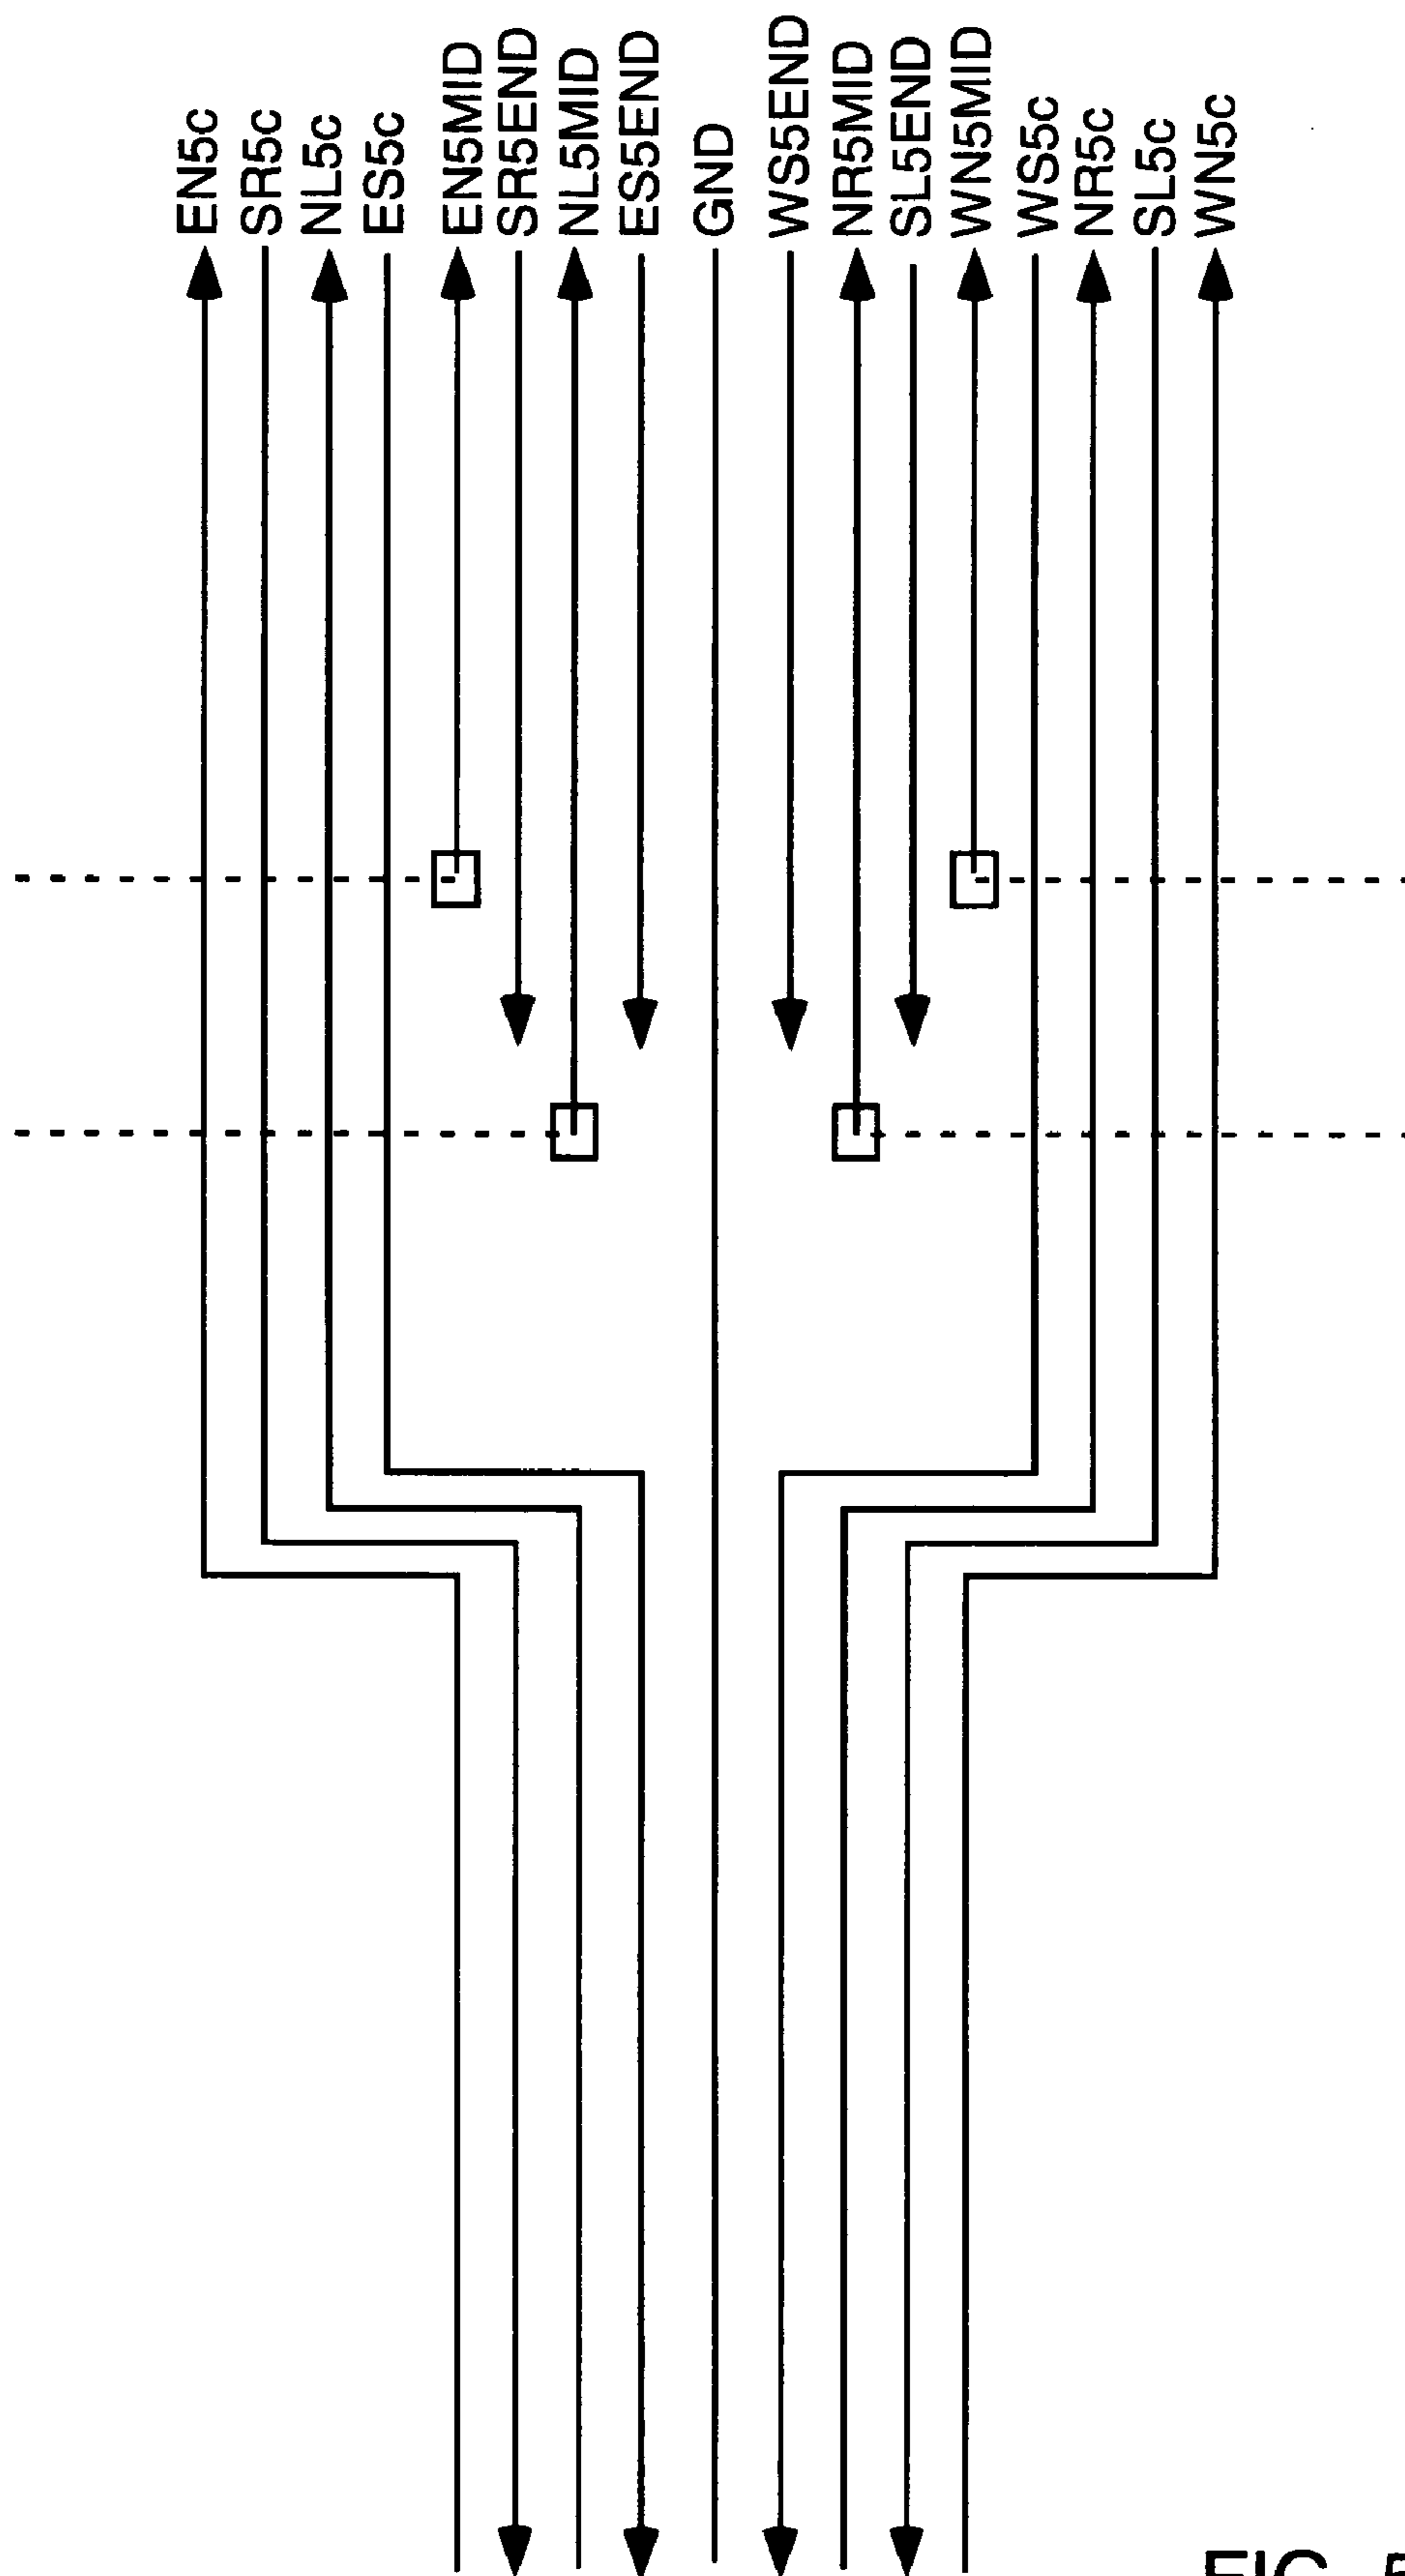 EN5c
SR5c
NL5c
ES5c
EN5MID
SR5END
NL5MID
ES5END
GND
WS5END
NR5MID
SL5END
WN5MID
WS5c
NR5c
SL5c
WN5c